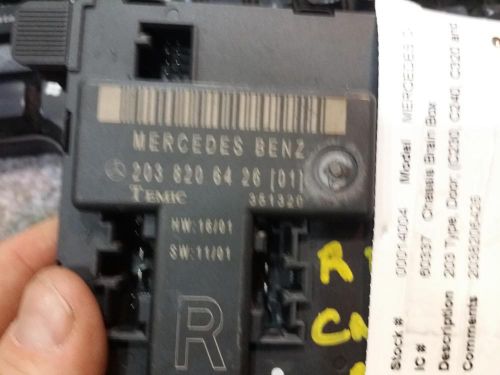 MERCEDES BENZ
203 820 64 26 [01]
TEMIC 351320
HW:16/01
SW:11/01
R
R
Stock # 00014004 Model MERCEDES
IC # 60337 Chassis Brain Box
Description 203 Type, Door (C230, C240, C320 and
Comments 2038206426